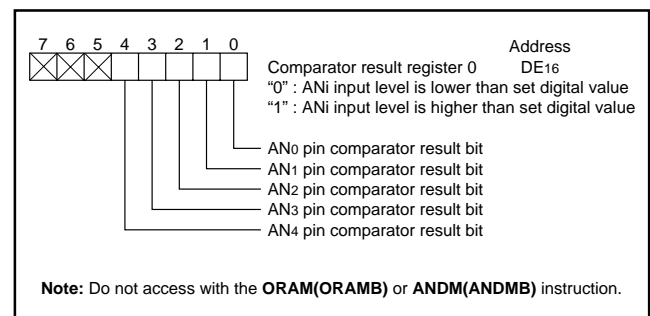 7 6 5 4 3 2 1 0
Address
Comparator result register 0 DE16
“0” : ANi input level is lower than set digital value
“1” : ANi input level is higher than set digital value
AN0 pin comparator result bit
AN1 pin comparator result bit
AN2 pin comparator result bit
AN3 pin comparator result bit
AN4 pin comparator result bit
Note: Do not access with the ORAM(ORAMB) or ANDM(ANDMB) instruction.